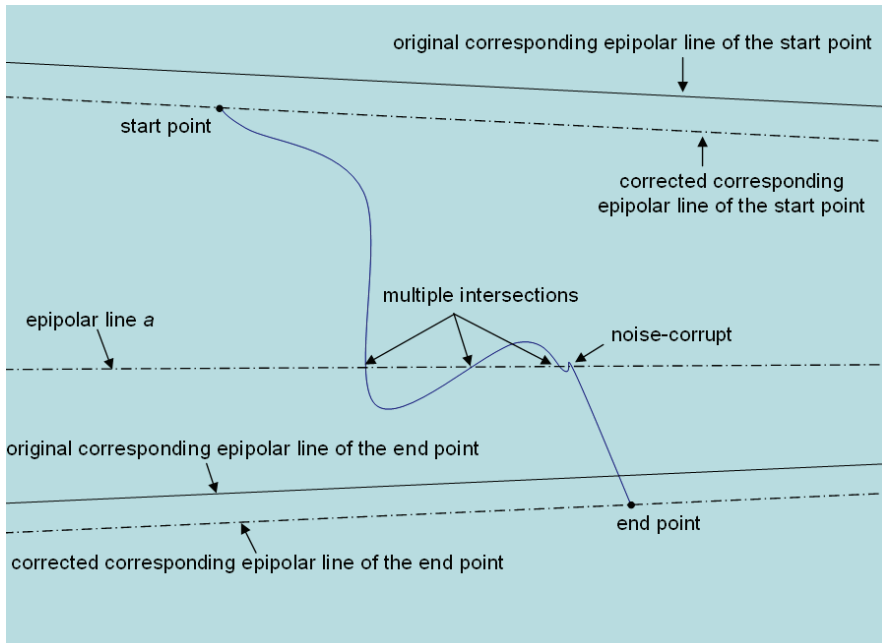 original corresponding epipolar line of the start point
start point
corrected corresponding
epipolar line of the start point
multiple intersections
epipolar line a
noise-corrupt
original corresponding epipolar line of the end point
end point
corrected corresponding epipolar line of the end point